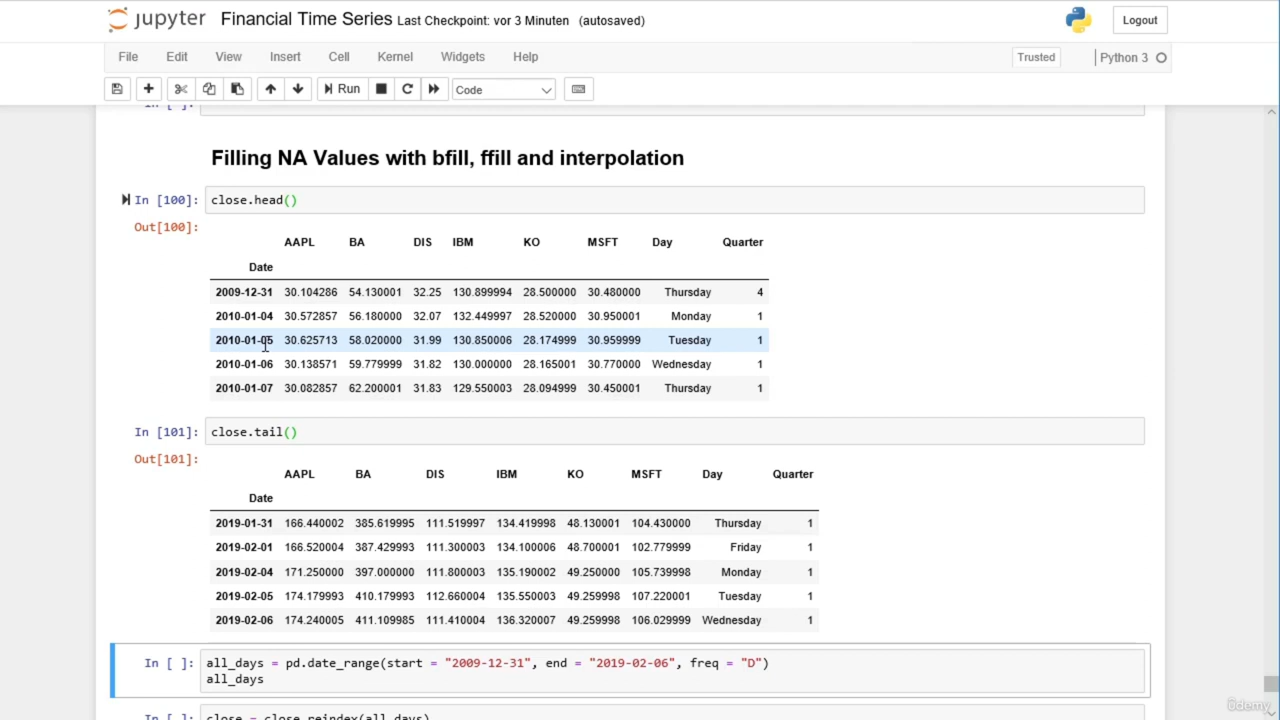 jupyter Financial Time Series Last Checkpoint: vor 3 Minuten (autosaved) Logout
File Edit View Insert Cell Kernel Widgets Help Trusted Python 3
Run Code
In [ ]:
Filling NA Values with bfill, ffill and interpolation
In [100]: close.head()
Out[100]:
AAPL BA DIS IBM KO MSFT Day Quarter
Date
2009-12-31 30.104286 54.130001 32.25 130.899994 28.500000 30.480000 Thursday 4
2010-01-04 30.572857 56.180000 32.07 132.449997 28.520000 30.950001 Monday 1
2010-01-05 30.625713 58.020000 31.99 130.850006 28.174999 30.959999 Tuesday 1
2010-01-06 30.138571 59.779999 31.82 130.000000 28.165001 30.770000 Wednesday 1
2010-01-07 30.082857 62.200001 31.83 129.550003 28.094999 30.450001 Thursday 1
In [101]: close.tail()
Out[101]:
AAPL BA DIS IBM KO MSFT Day Quarter
Date
2019-01-31 166.440002 385.619995 111.519997 134.419998 48.130001 104.430000 Thursday 1
2019-02-01 166.520004 387.429993 111.300003 134.100006 48.700001 102.779999 Friday 1
2019-02-04 171.250000 397.000000 111.800003 135.190002 49.250000 105.739998 Monday 1
2019-02-05 174.179993 410.179993 112.660004 135.550003 49.259998 107.220001 Tuesday 1
2019-02-06 174.240005 411.109985 111.410004 136.320007 49.259998 106.029999 Wednesday 1
In [ ]: all_days = pd.date_range(start = "2009-12-31", end = "2019-02-06", freq = "D")
all_days
In [ ]: close = close.reindex(all_days)
Udemy